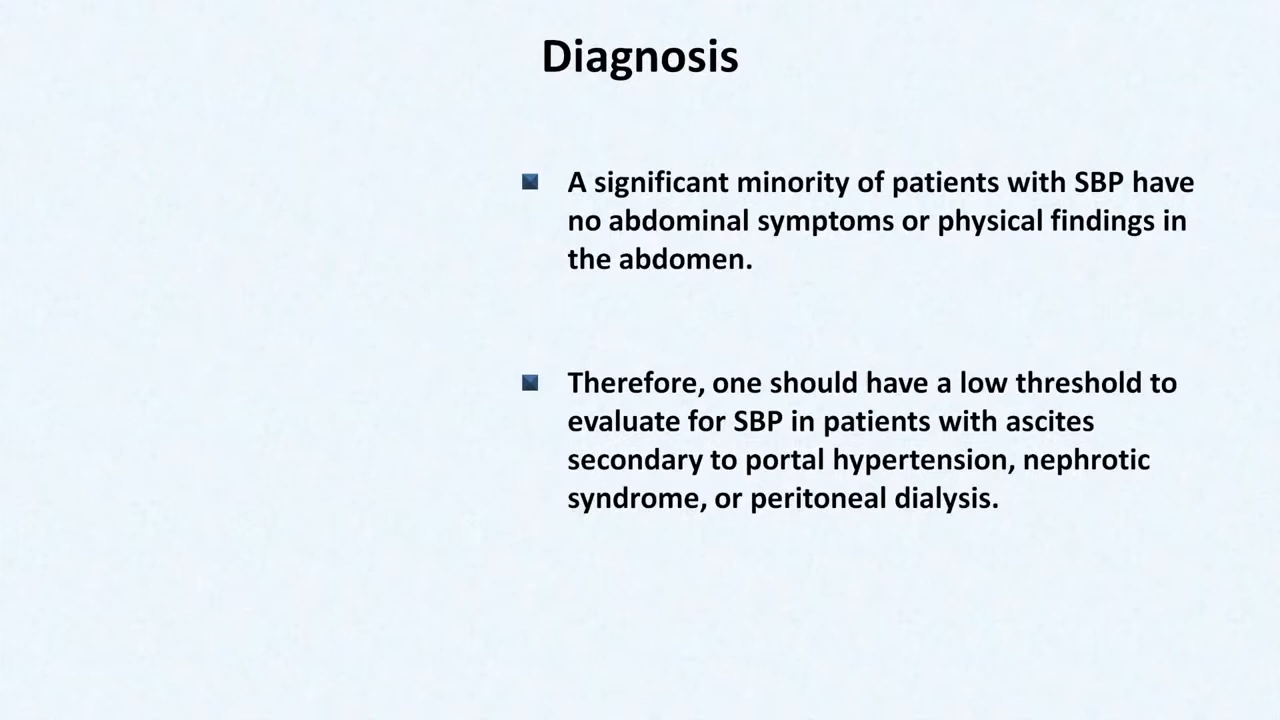 Diagnosis
A significant minority of patients with SBP have
no abdominal symptoms or physical findings in
the abdomen.
Therefore, one should have a low threshold to
evaluate for SBP in patients with ascites
secondary to portal hypertension, nephrotic
syndrome, or peritoneal dialysis.